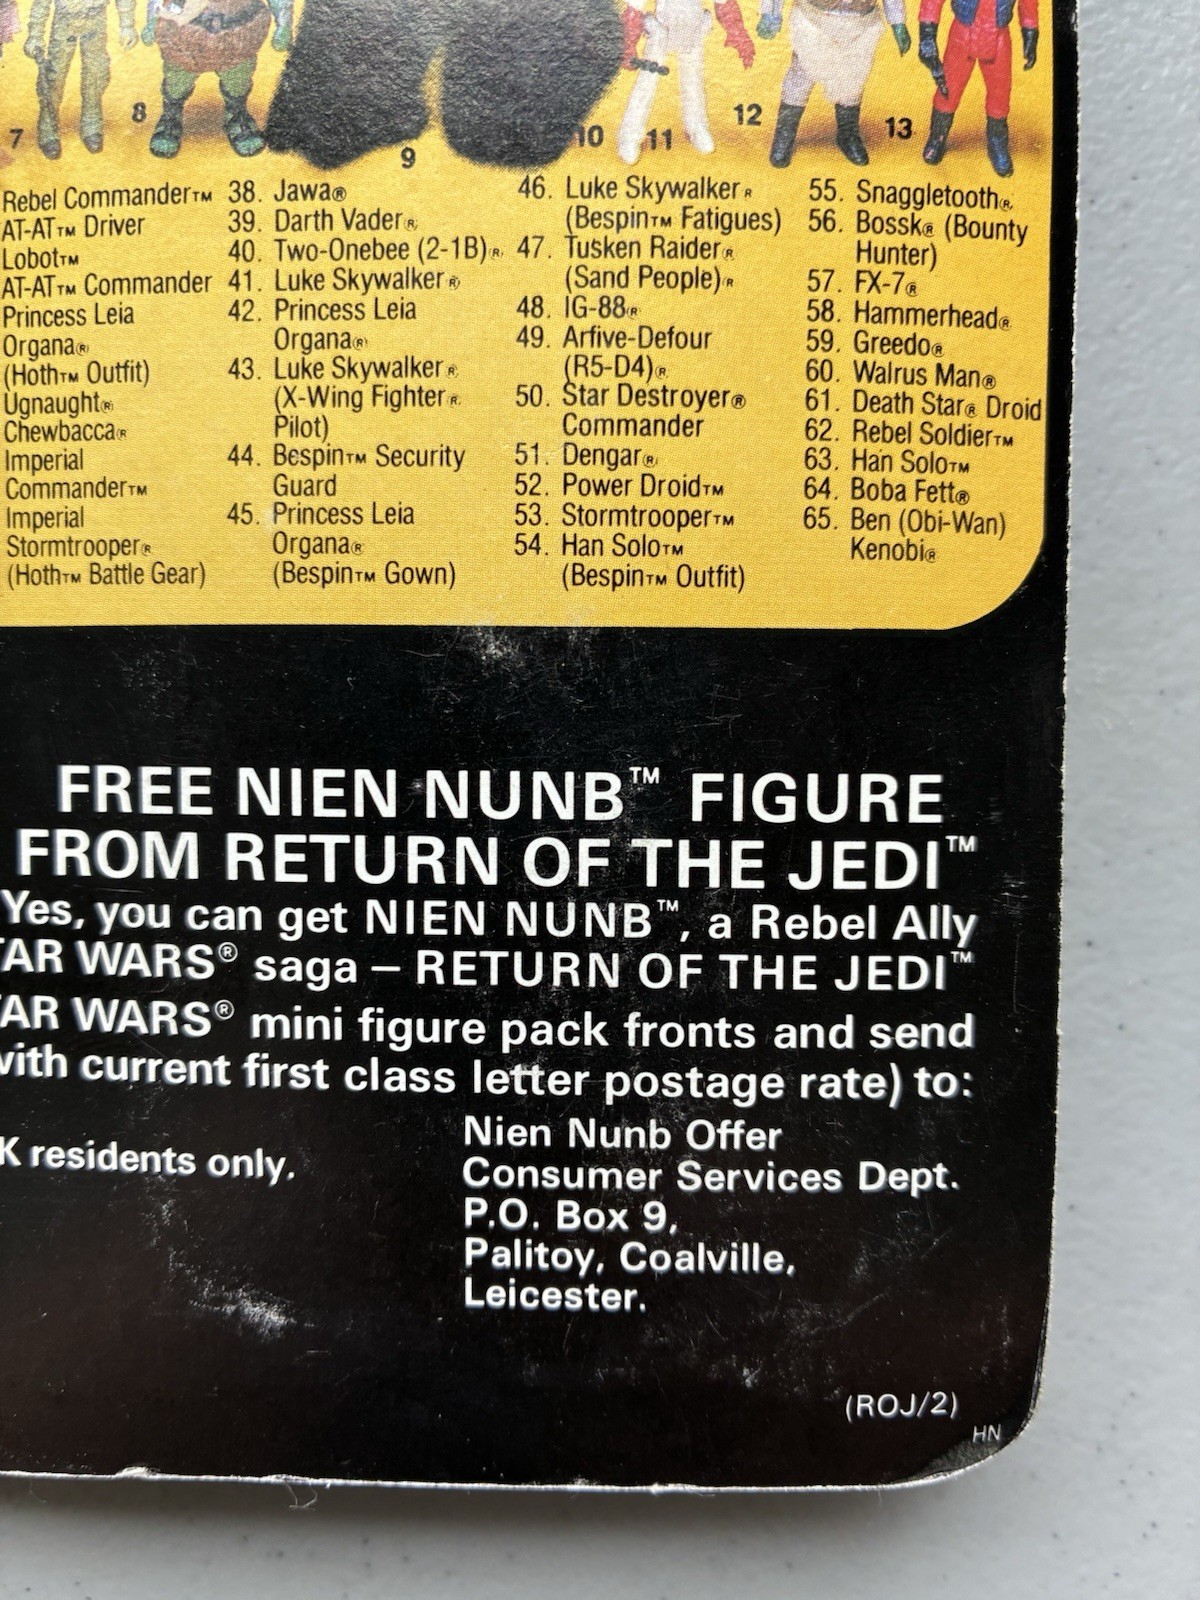 7
8
9
10
11
12
13
Rebel Commander™
AT-AT™ Driver
Lobot™
AT-AT™ Commander
Princess Leia
Organa®
(Hoth™ Outfit)
Ugnaught®
Chewbacca®
Imperial
Commander™
Imperial
Stormtrooper®
(Hoth™ Battle Gear)
38. Jawa®
39. Darth Vader®
40. Two-Onebee (2-1B)®
41. Luke Skywalker®
42. Princess Leia
Organa®
43. Luke Skywalker®
(X-Wing Fighter®
Pilot)
44. Bespin™ Security
Guard
45. Princess Leia
Organa®
(Bespin™ Gown)
46. Luke Skywalker®
(Bespin™ Fatigues)
47. Tusken Raider®
(Sand People)®
48. IG-88®
49. Arfive-Defour
(R5-D4)®
50. Star Destroyer®
Commander
51. Dengar®
52. Power Droid™
53. Stormtrooper™
54. Han Solo™
(Bespin™ Outfit)
55. Snaggletooth®
56. Bossk® (Bounty
Hunter)
57. FX-7®
58. Hammerhead®
59. Greedo®
60. Walrus Man®
61. Death Star® Droid
62. Rebel Soldier™
63. Han Solo™
64. Boba Fett®
65. Ben (Obi-Wan)
Kenobi®
FREE NIEN NUNB™ FIGURE
FROM RETURN OF THE JEDI™
Yes, you can get NIEN NUNB™, a Rebel Ally
AR WARS® saga – RETURN OF THE JEDI™
AR WARS® mini figure pack fronts and send
with current first class letter postage rate) to:
K residents only.
Nien Nunb Offer
Consumer Services Dept.
P.O. Box 9,
Palitoy, Coalville,
Leicester.
(ROJ/2)
HN